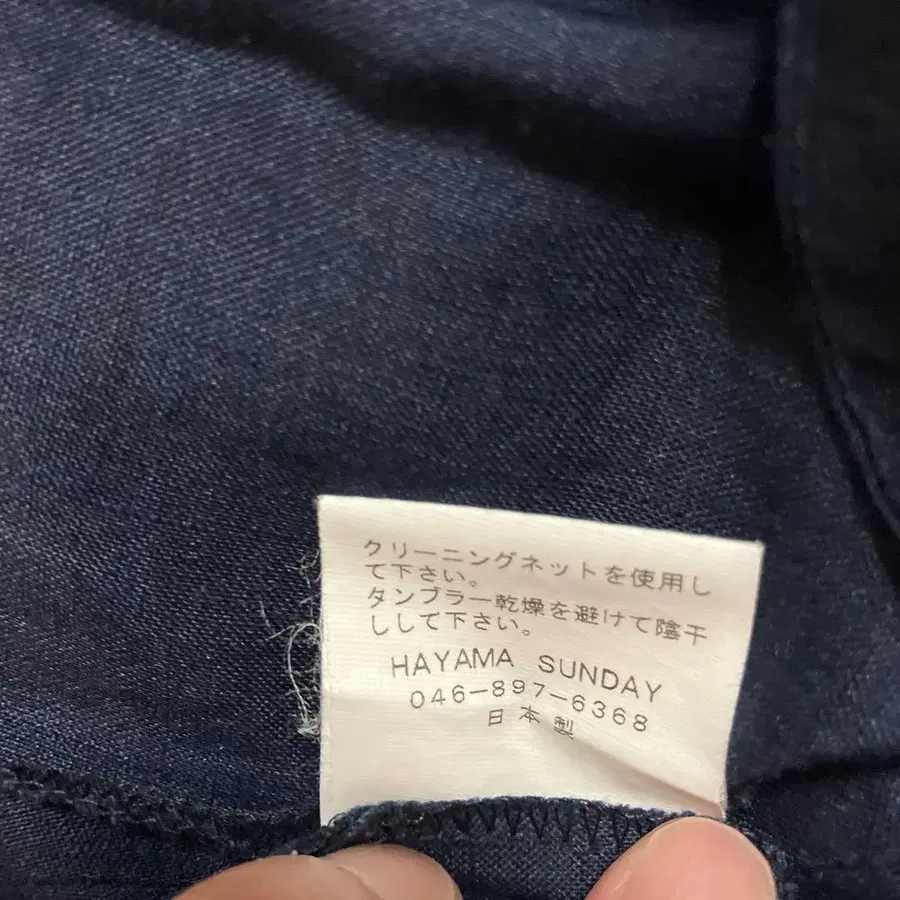 クリーニングネットを使用し
て下さい。
タンブラー乾燥を避けて陰干
ししして下さい。
HAYAMA SUNDAY
046-897-6368
日本製